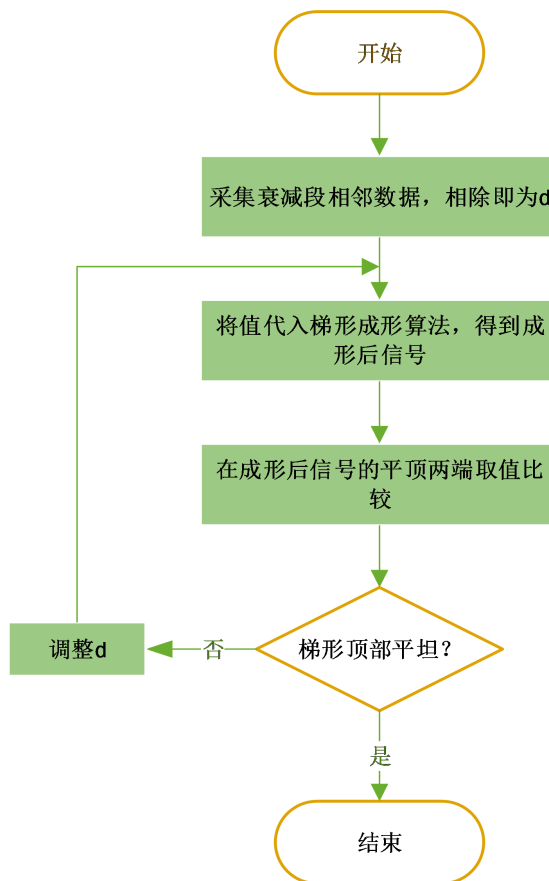 开始
采集衰减段相邻数据，相除即为d
将值代入梯形成形算法，得到成
形后信号
在成形后信号的平顶两端取值比
较
梯形顶部平坦？
否
调整d
是
结束